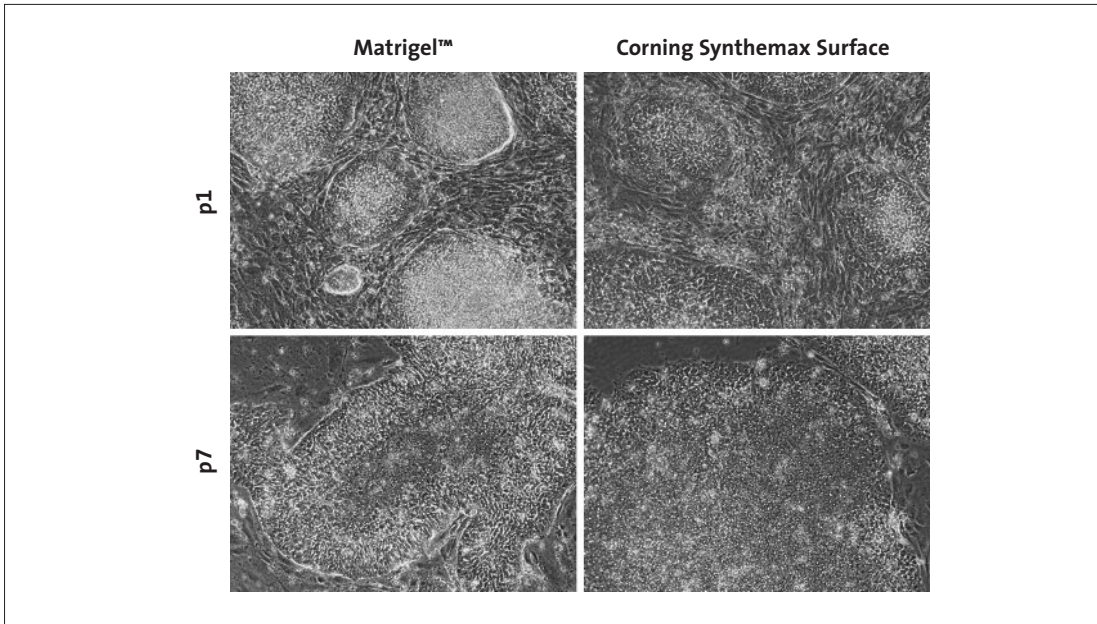 Matrigel™
Corning Synthemax Surface
p1
p7